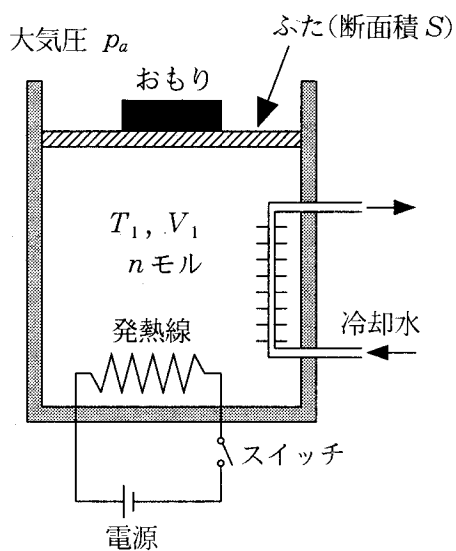 大気圧 pₐ
ふた(断面積 S)
おもり
T₁, V₁
n モル
発熱線
冷却水
スイッチ
電源